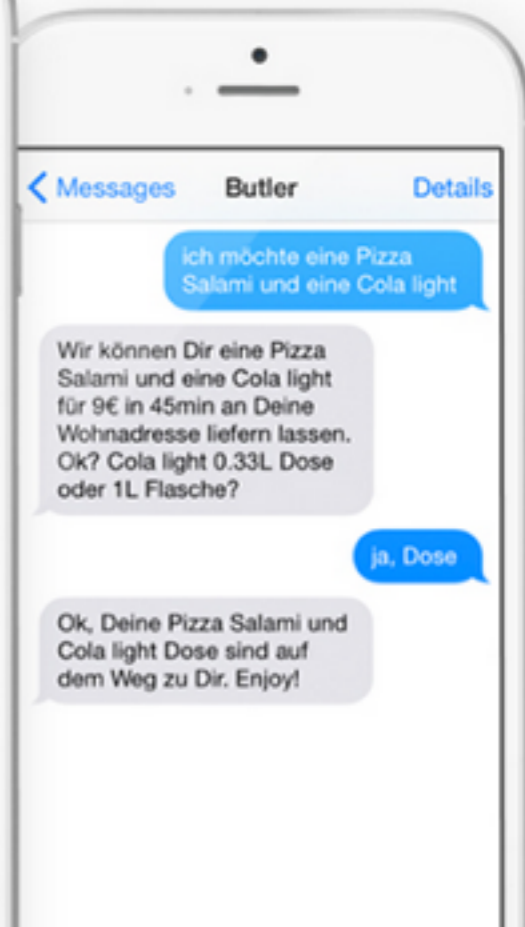 Messages Butler Details
ich möchte eine Pizza
Salami und eine Cola light
Wir können Dir eine Pizza
Salami und eine Cola light
für 9€ in 45min an Deine
Wohnadresse liefern lassen.
Ok? Cola light 0.33L Dose
oder 1L Flasche?
ja, Dose
Ok, Deine Pizza Salami und
Cola light Dose sind auf
dem Weg zu Dir. Enjoy!